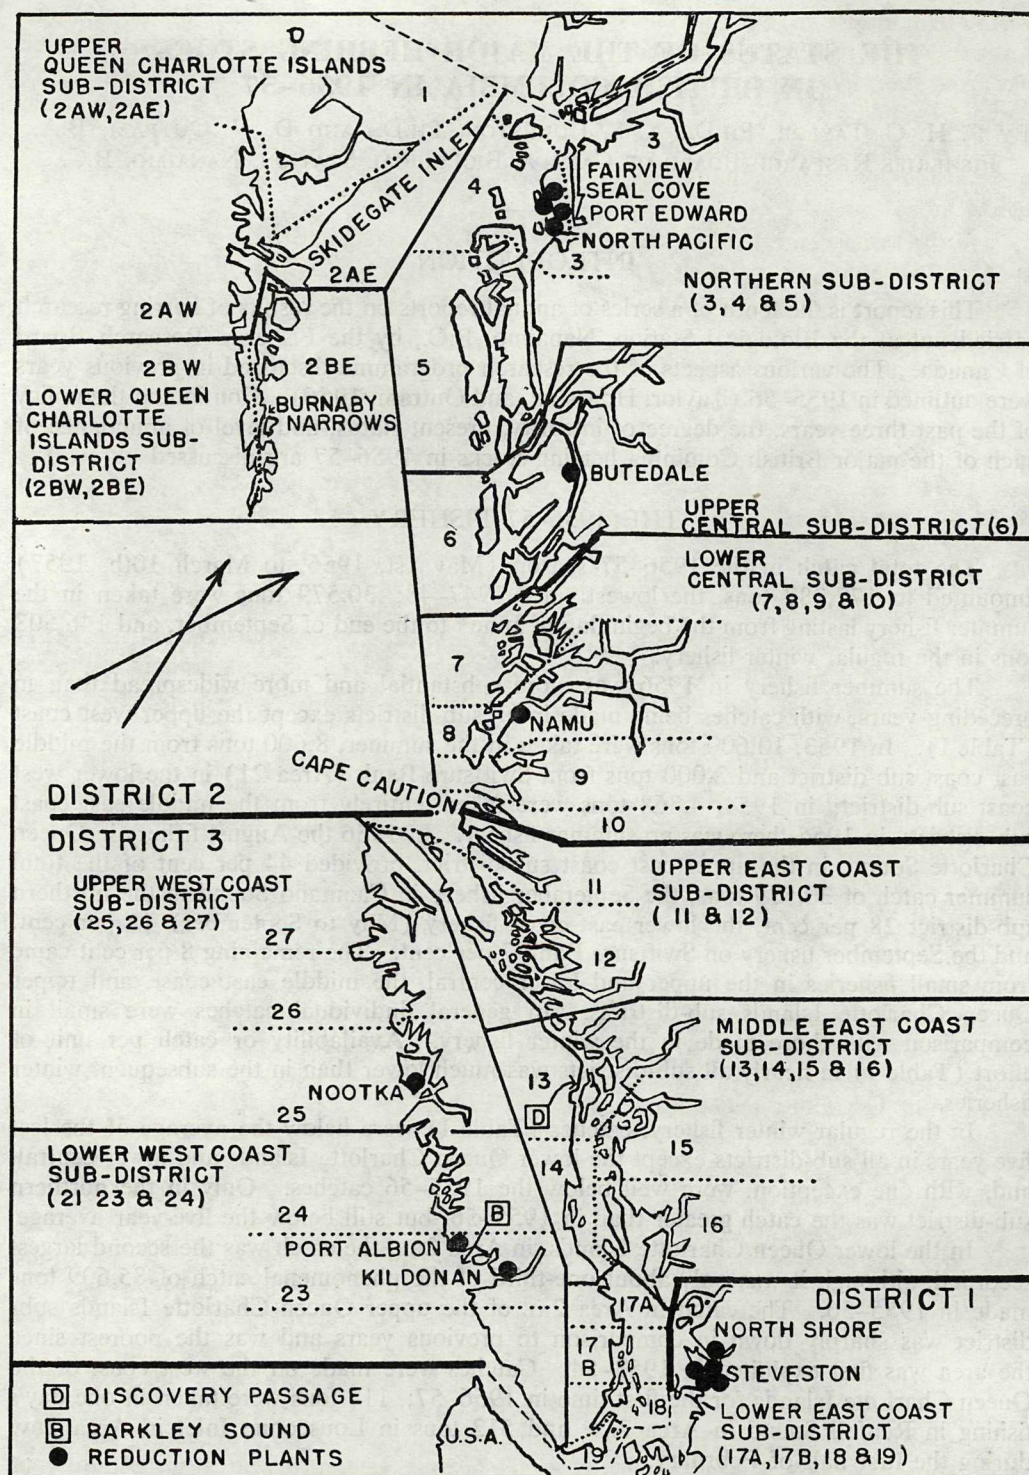 UPPER
QUEEN CHARLOTTE ISLANDS
SUB-DISTRICT
(2AW,2AE)
1
3
SKIDEGATE INLET
4
FAIRVIEW
SEAL COVE
PORT EDWARD
NORTH PACIFIC
3
2AE
NORTHERN SUB-DISTRICT
(3,4 & 5)
2AW
2BW
2BE
5
LOWER QUEEN
CHARLOTTE
ISLANDS SUB-
DISTRICT
(2BW,2BE)
BURNABY
NARROWS
BUTEDALE
UPPER
CENTRAL SUB-DISTRICT(6)
6
LOWER
CENTRAL SUB-DISTRICT
(7,8,9 & 10)
7
NAMU
8
9
CAPE CAUTION
10
DISTRICT 2
DISTRICT 3
UPPER WEST COAST
SUB-DISTRICT
(25,26 & 27)
UPPER EAST COAST
SUB-DISTRICT
(11 & 12)
11
27
12
26
MIDDLE EAST COAST
SUB-DISTRICT
(13,14,15 & 16)
13
NOOTKA
D
25
15
14
LOWER WEST COAST
SUB-DISTRICT
(21 23 & 24)
24
B
16
PORT ALBION
KILDONAN
23
17A
DISTRICT 1
NORTH SHORE
17
B
STEVESTON
18
LOWER EAST COAST
SUB-DISTRICT
(17A,17B,18 &19)
19
U.S.A.
D DISCOVERY PASSAGE
B BARKLEY SOUND
REDUCTION PLANTS